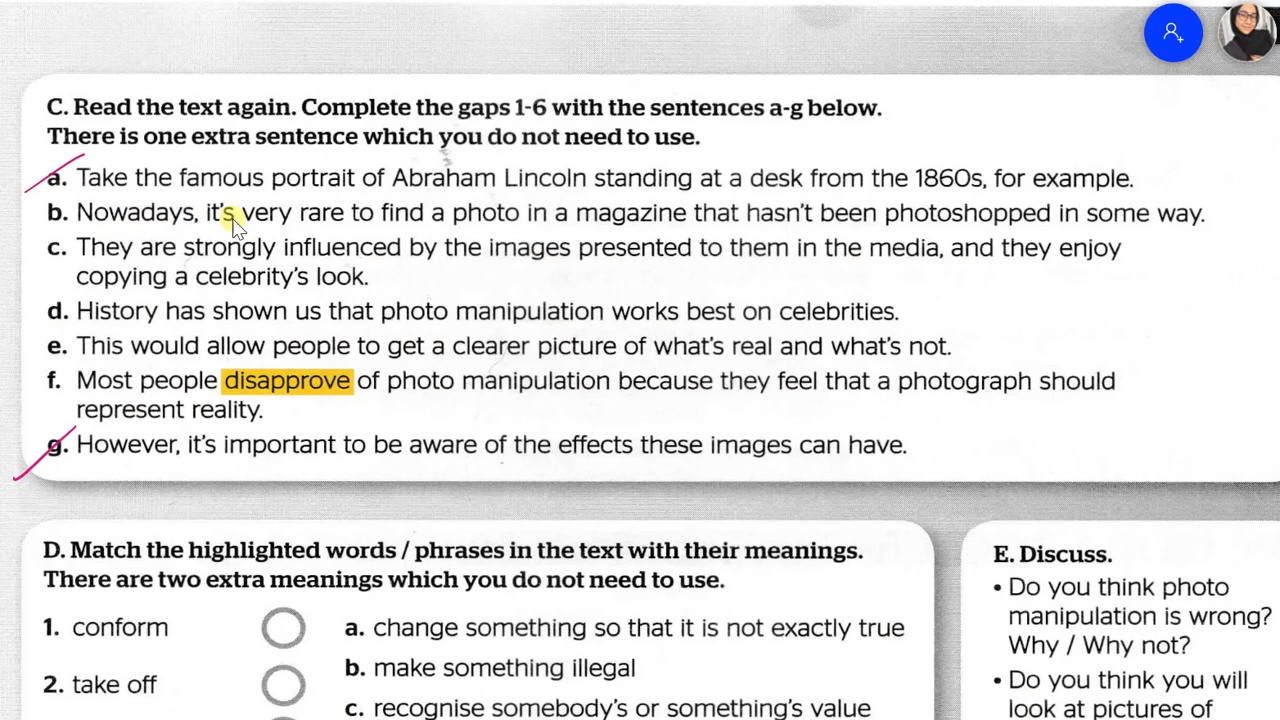 C. Read the text again. Complete the gaps 1-6 with the sentences a-g below.
There is one extra sentence which you do not need to use.
a. Take the famous portrait of Abraham Lincoln standing at a desk from the 1860s, for example.
b. Nowadays, it's very rare to find a photo in a magazine that hasn't been photoshopped in some way.
c. They are strongly influenced by the images presented to them in the media, and they enjoy
copying a celebrity's look.
d. History has shown us that photo manipulation works best on celebrities.
e. This would allow people to get a clearer picture of what's real and what's not.
f. Most people disapprove of photo manipulation because they feel that a photograph should
represent reality.
g. However, it's important to be aware of the effects these images can have.
D. Match the highlighted words / phrases in the text with their meanings.
There are two extra meanings which you do not need to use.
1. conform
2. take off
a. change something so that it is not exactly true
b. make something illegal
c. recognise somebody's or something's value
E. Discuss.
• Do you think photo
manipulation is wrong?
Why / Why not?
• Do you think you will
look at pictures of